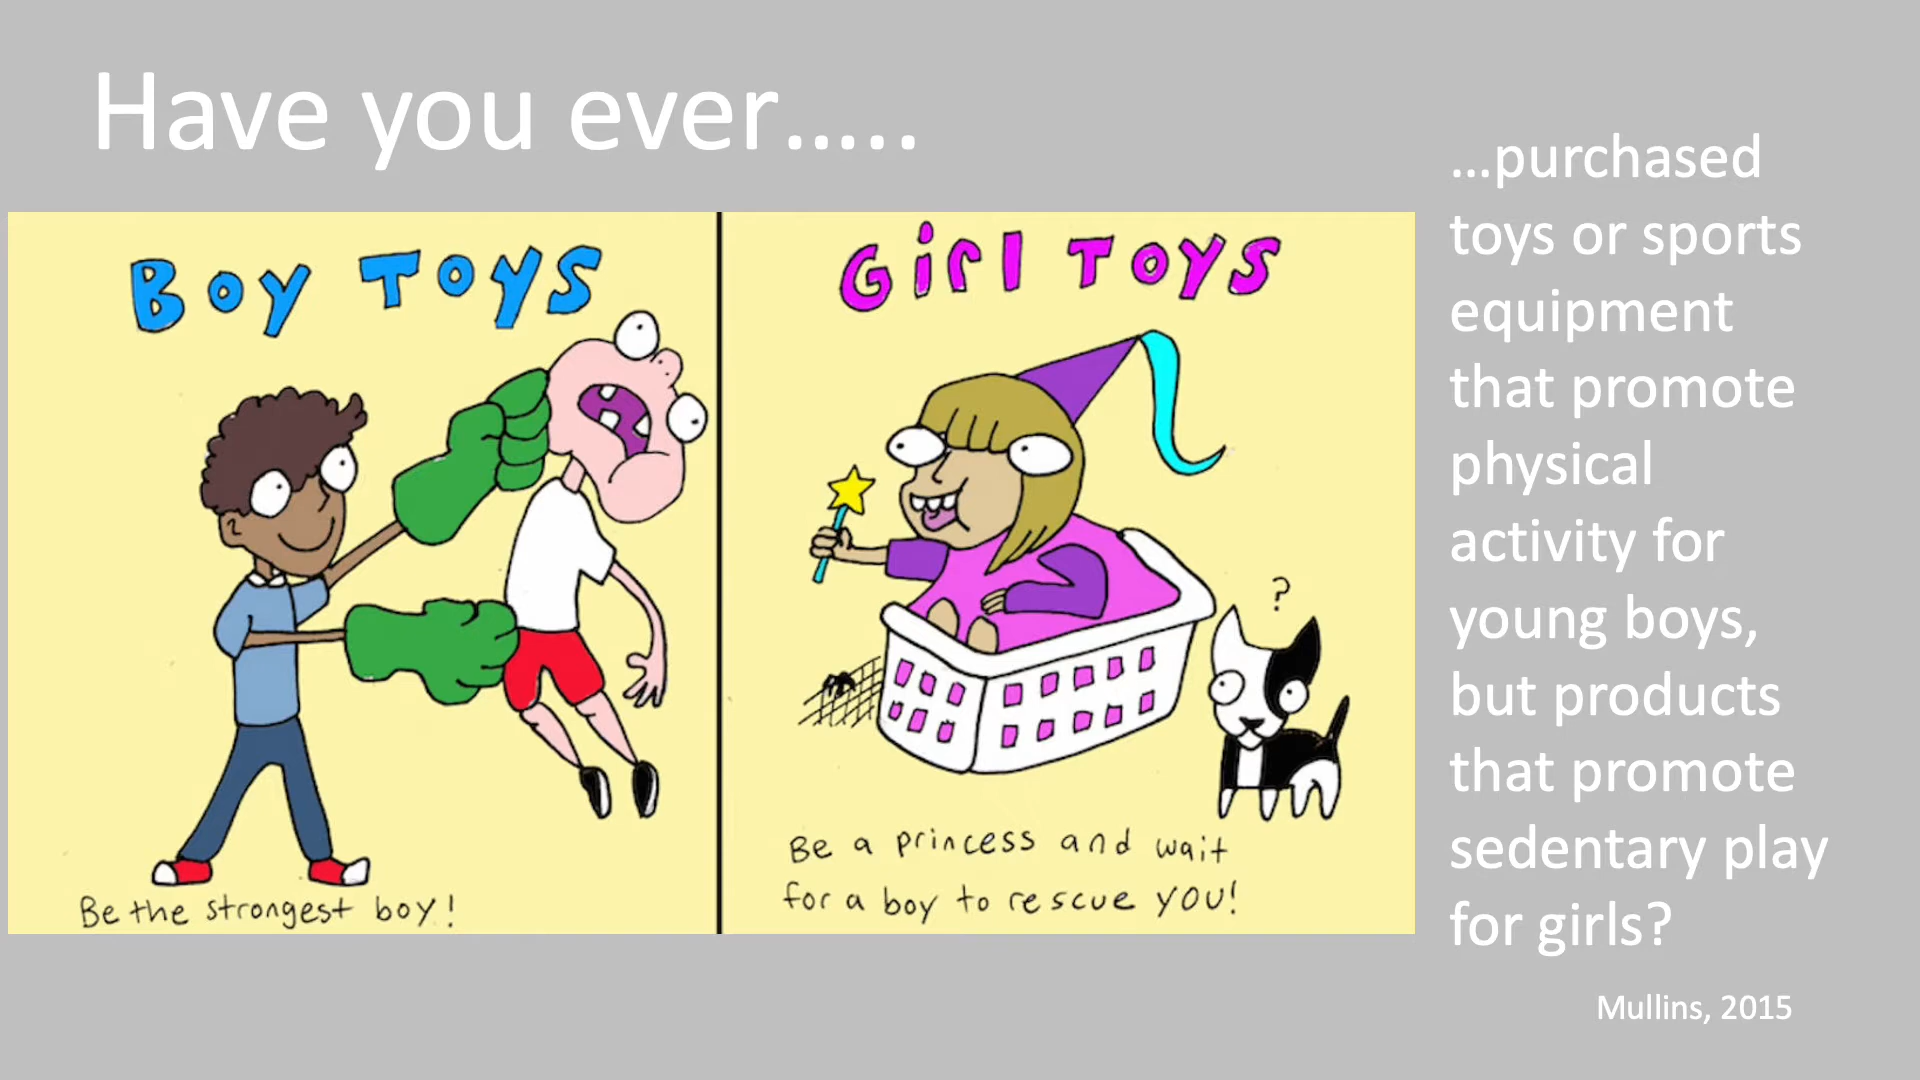 Have you ever.....
BOY TOYS
Be the strongest boy!
Girl TOYS
?
Be a princess and wait
for a boy to rescue YOU!
...purchased
toys or sports
equipment
that promote
physical
activity for
young boys,
but products
that promote
sedentary play
for girls?
Mullins, 2015